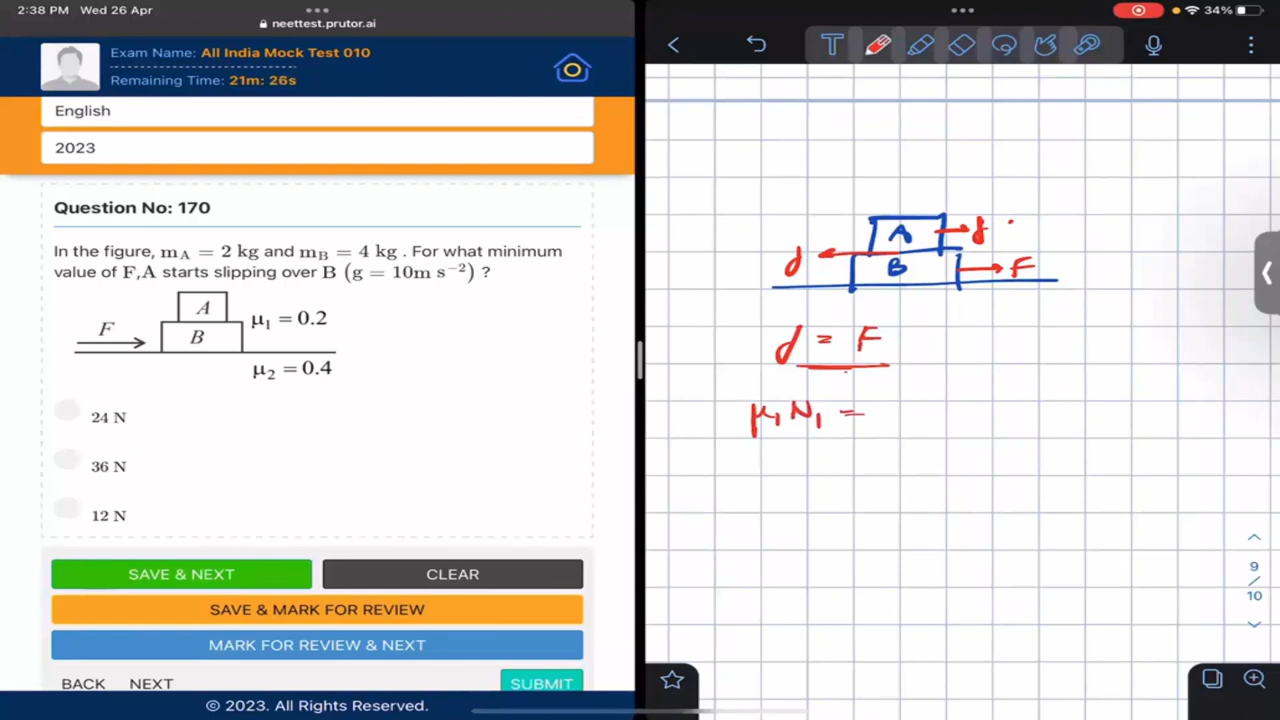 2:38 PM Wed 26 Apr
neettest.prutor.ai
34%
Exam Name: All India Mock Test 010
Remaining Time: 21m: 26s
English
2023
Question No: 170
In the figure, mA = 2 kg and mB = 4 kg . For what minimum
value of F,A starts slipping over B (g = 10m s⁻²) ?
F
A
B
μ₁ = 0.2
μ₂ = 0.4
24 N
36 N
12 N
SAVE & NEXT
CLEAR
SAVE & MARK FOR REVIEW
MARK FOR REVIEW & NEXT
BACK
NEXT
SUBMIT
© 2023. All Rights Reserved.
T
A
f
f
B
F
f = F
μ₁ N₁ =
9
/
10